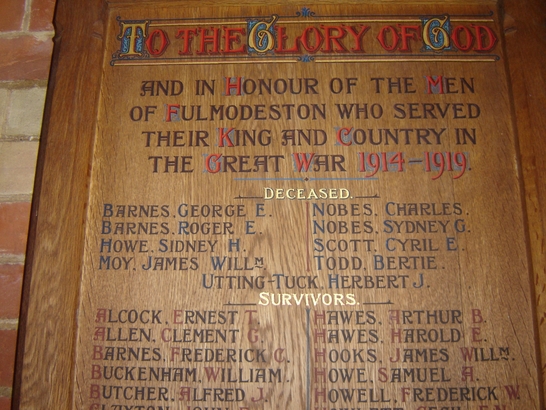 TO THE GLORY OF GOD
AND IN HONOUR OF THE MEN
OF FULMODESTON WHO SERVED
THEIR KING AND COUNTRY IN
THE GREAT WAR 1914-1919.
DECEASED.
BARNES, GEORGE E. NOBES, CHARLES.
BARNES, ROGER E. NOBES, SYDNEY G.
HOWE, SIDNEY H. SCOTT, CYRIL E.
MOY, JAMES WILLM. TODD, BERTIE.
UTTING-TUCK, HERBERT J.
SURVIVORS.
ALCOCK, ERNEST T. HAWES, ARTHUR B.
ALLEN, CLEMENT G. HAWES, HAROLD E.
BARNES, FREDERICK C. HOOKS, JAMES WILLM.
BUCKENHAM, WILLIAM. HOWE, SAMUEL A.
BUTCHER, ALFRED J. HOWELL, FREDERICK W.